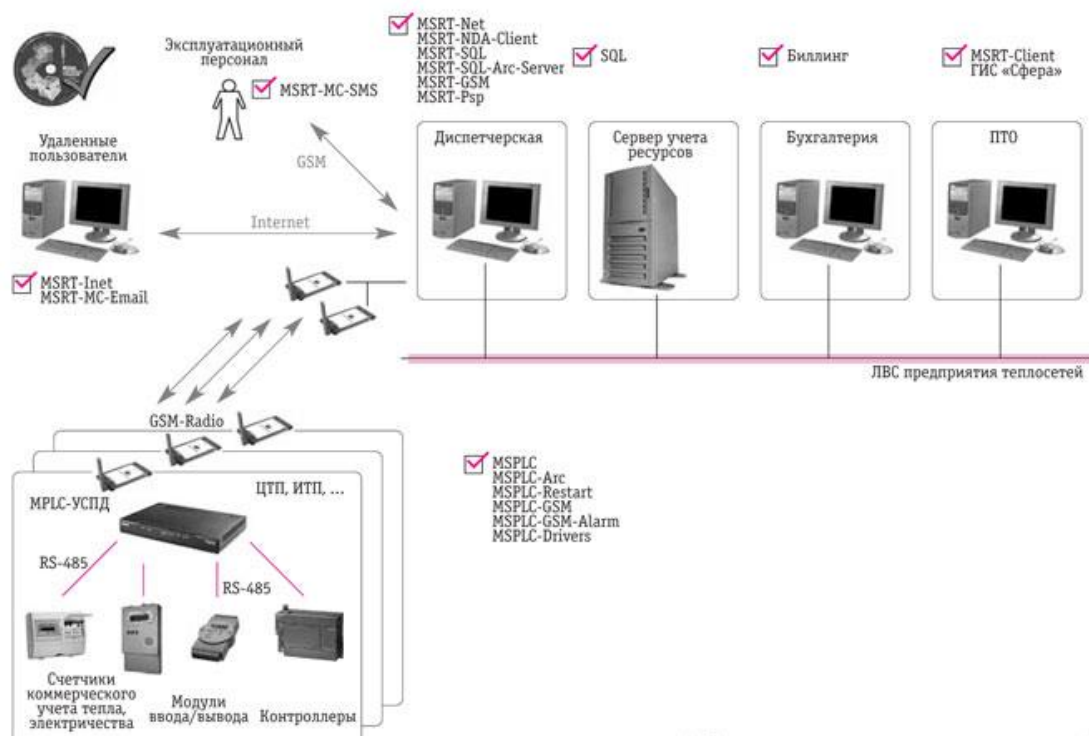 Эксплуатационный
персонал
MSRT-MC-SMS
MSRT-Net
MSRT-NDA-Client
MSRT-SQL
MSRT-SQL-Arc-Server
MSRT-GSM
MSRT-Psp
SQL
Биллинг
MSRT-Client
ГИС «Сфера»
Удаленные
пользователи
GSM
Internet
MSRT-Inet
MSRT-MC-Email
Диспетчерская
Сервер учета
ресурсов
Бухгалтерия
ПТО
ЛВС предприятия теплосетей
GSM-Radio
ЦТП, ИТП, ...
MPLC-УСПД
RS-485
RS-485
Счетчики
коммерческого
учета тепла,
электричества
Модули
ввода/вывода
Контроллеры
MSPLC
MSPLC-Arc
MSPLC-Restart
MSPLC-GSM
MSPLC-GSM-Alarm
MSPLC-Drivers